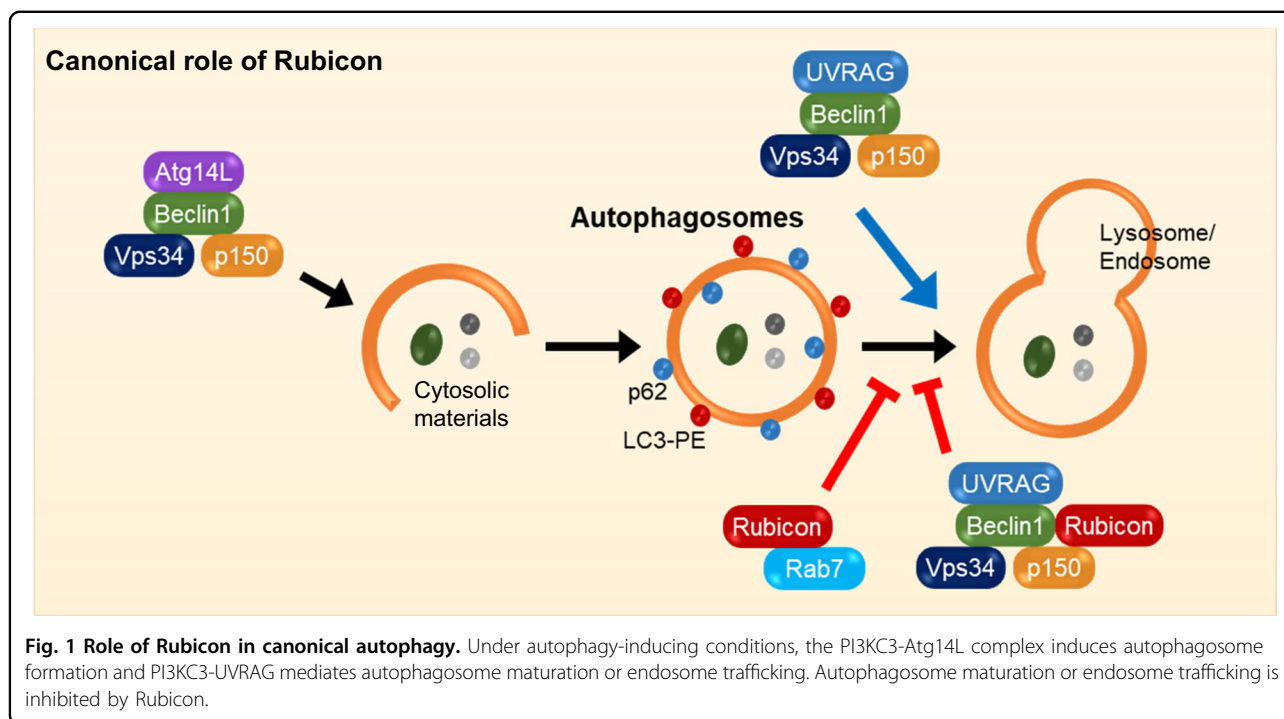 Canonical role of Rubicon
UVRAG
Beclin1
Vps34 p150
Atg14L
Beclin1
Vps34 p150
Autophagosomes
Lysosome/
Endosome
Cytosolic
materials
p62
LC3-PE
Rubicon
Rab7
UVRAG
Beclin1 Rubicon
Vps34 p150
Fig. 1 Role of Rubicon in canonical autophagy. Under autophagy-inducing conditions, the PI3KC3-Atg14L complex induces autophagosome
formation and PI3KC3-UVRAG mediates autophagosome maturation or endosome trafficking. Autophagosome maturation or endosome trafficking is
inhibited by Rubicon.